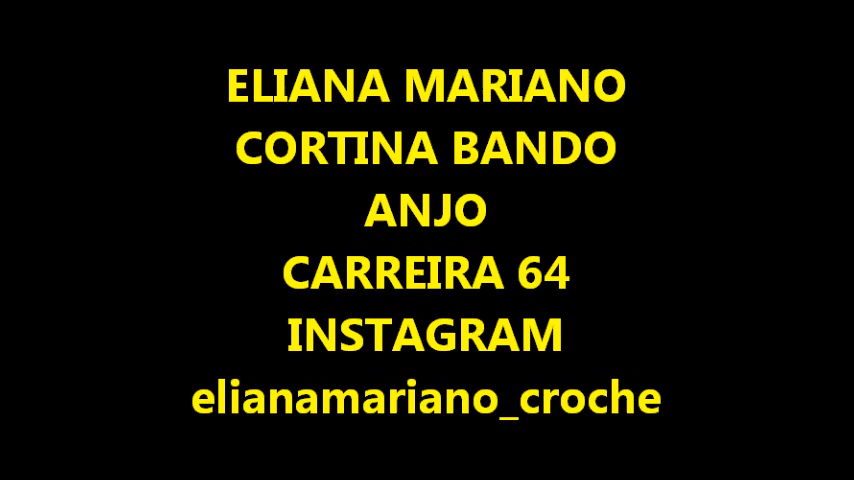 ELIANA MARIANO
CORTINA BANDO
ANJO
CARREIRA 64
INSTAGRAM
elianamariano_croche